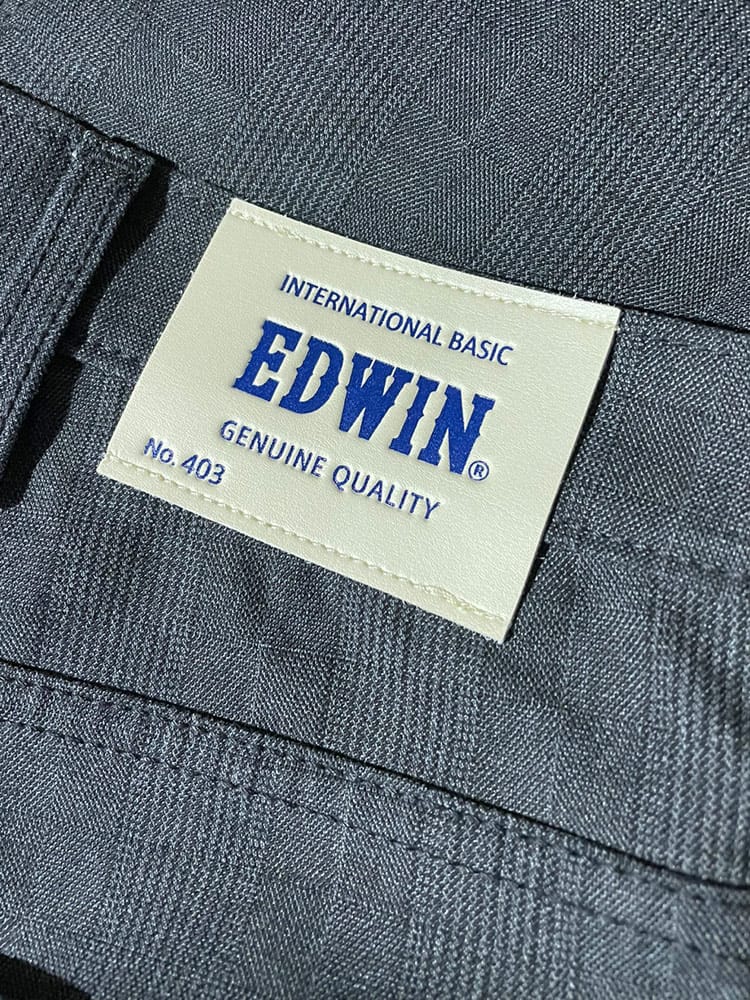 INTERNATIONAL BASIC
EDWIN®
GENUINE QUALITY
No. 403